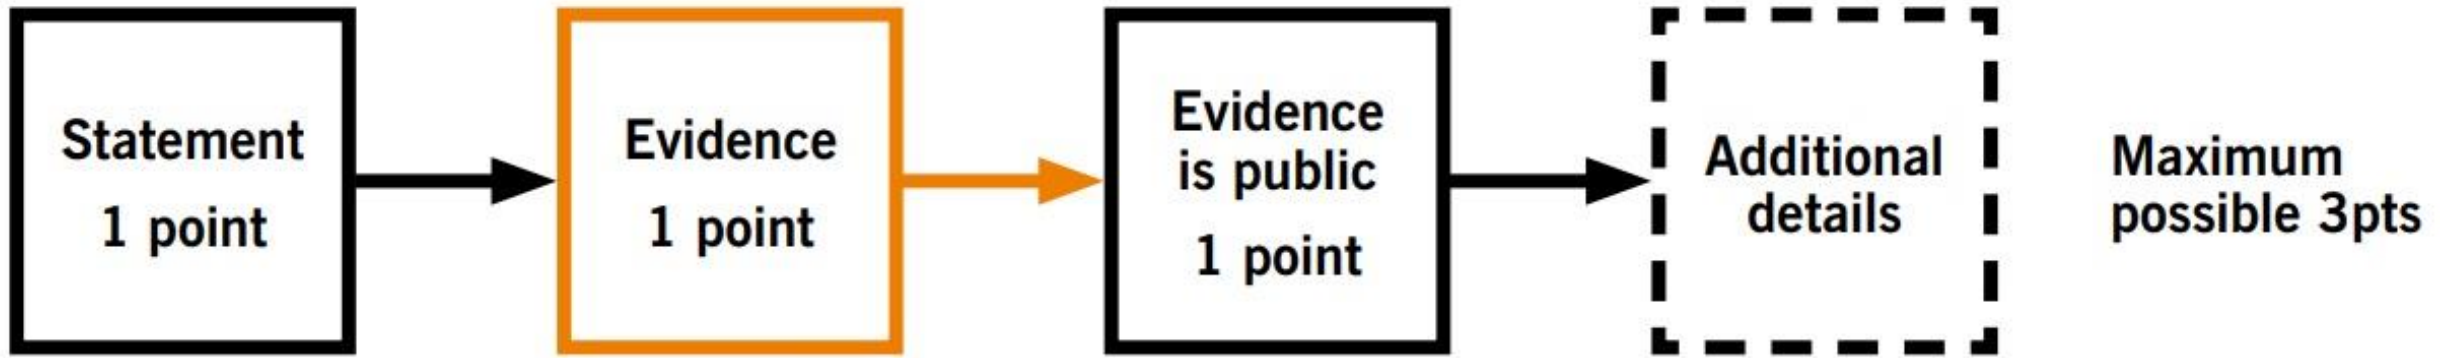 Statement
1 point
Evidence
1 point
Evidence
is public
1 point
Additional
details
Maximum
possible 3pts